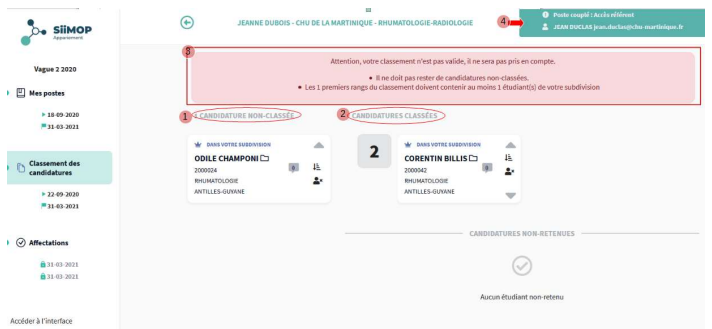 SiiMOP
Appariement
JEANNE DUBOIS - CHU DE LA MARTINIQUE - RHUMATOLOGIE-RADIOLOGIE
4
Poste couplé : Accès référent
JEAN DUCLAS jean.duclas@chu-martinique.fr
Vague 2 2020
Mes postes
18-09-2020
31-03-2021
Classement des
candidatures
22-09-2020
31-03-2021
Affectations
31-03-2021
31-03-2021
Accéder à l'interface
3
Attention, votre classement n'est pas valide, il ne sera pas pris en compte.
• Il ne doit pas rester de candidatures non-classées.
• Les 1 premiers rangs du classement doivent contenir au moins 1 étudiant(s) de votre subdivision
1
CANDIDATURE NON-CLASSÉE
2
CANDIDATURES CLASSÉES
DANS VOTRE SUBDIVISION
ODILE CHAMPONI
2000024
RHUMATOLOGIE
ANTILLES-GUYANE
2
DANS VOTRE SUBDIVISION
CORENTIN BILLIS
2000042
RHUMATOLOGIE
ANTILLES-GUYANE
CANDIDATURES NON-RETENUES
Aucun étudiant non-retenu